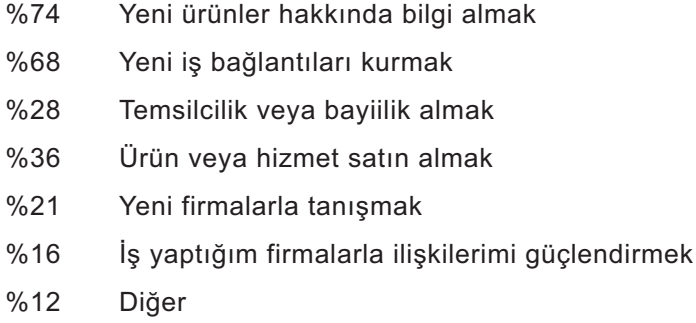 %74 Yeni ürünler hakkında bilgi almak
%68 Yeni iş bağlantıları kurmak
%28 Temsilcilik veya bayiilik almak
%36 Ürün veya hizmet satın almak
%21 Yeni firmalarla tanışmak
%16 İş yaptığım firmalarla ilişkilerimi güçlendirmek
%12 Diğer